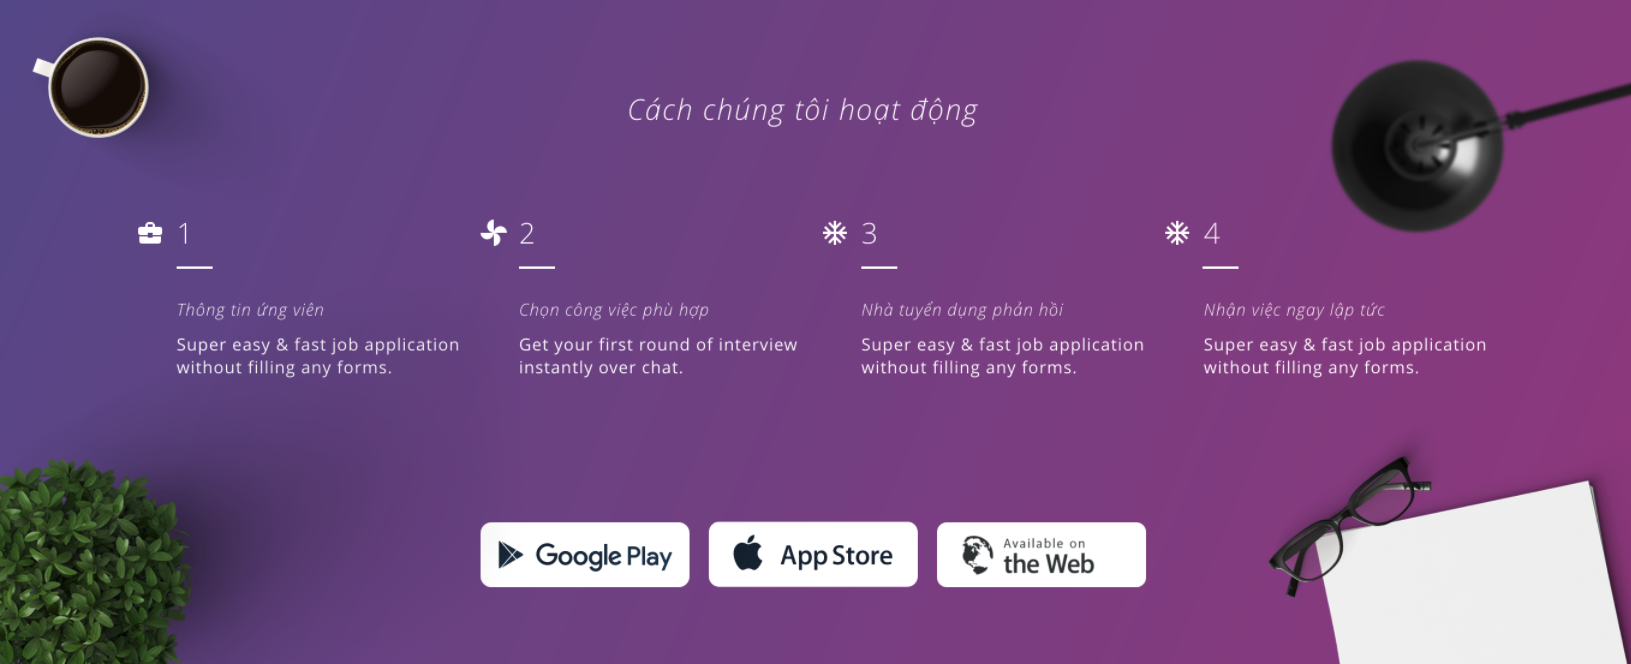 Cách chúng tôi hoạt động
1
Thông tin ứng viên
Super easy & fast job application
without filling any forms.
2
Chọn công việc phù hợp
Get your first round of interview
instantly over chat.
3
Nhà tuyển dụng phản hồi
Super easy & fast job application
without filling any forms.
4
Nhận việc ngay lập tức
Super easy & fast job application
without filling any forms.
Google Play
App Store
Available on
the Web